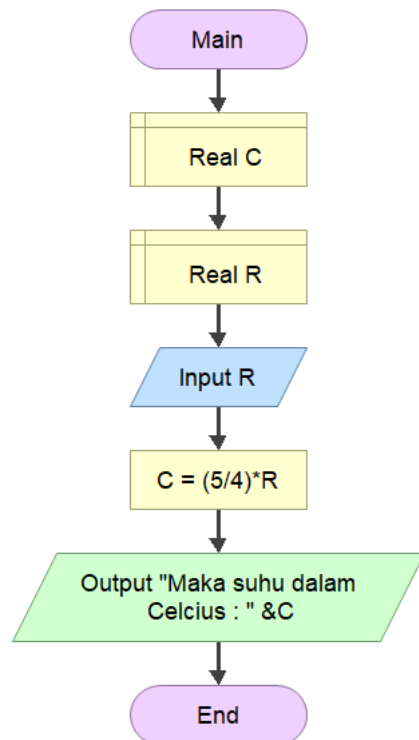 Main
Real C
Real R
Input R
C = (5/4)*R
Output "Maka suhu dalam
Celcius : " &C
End